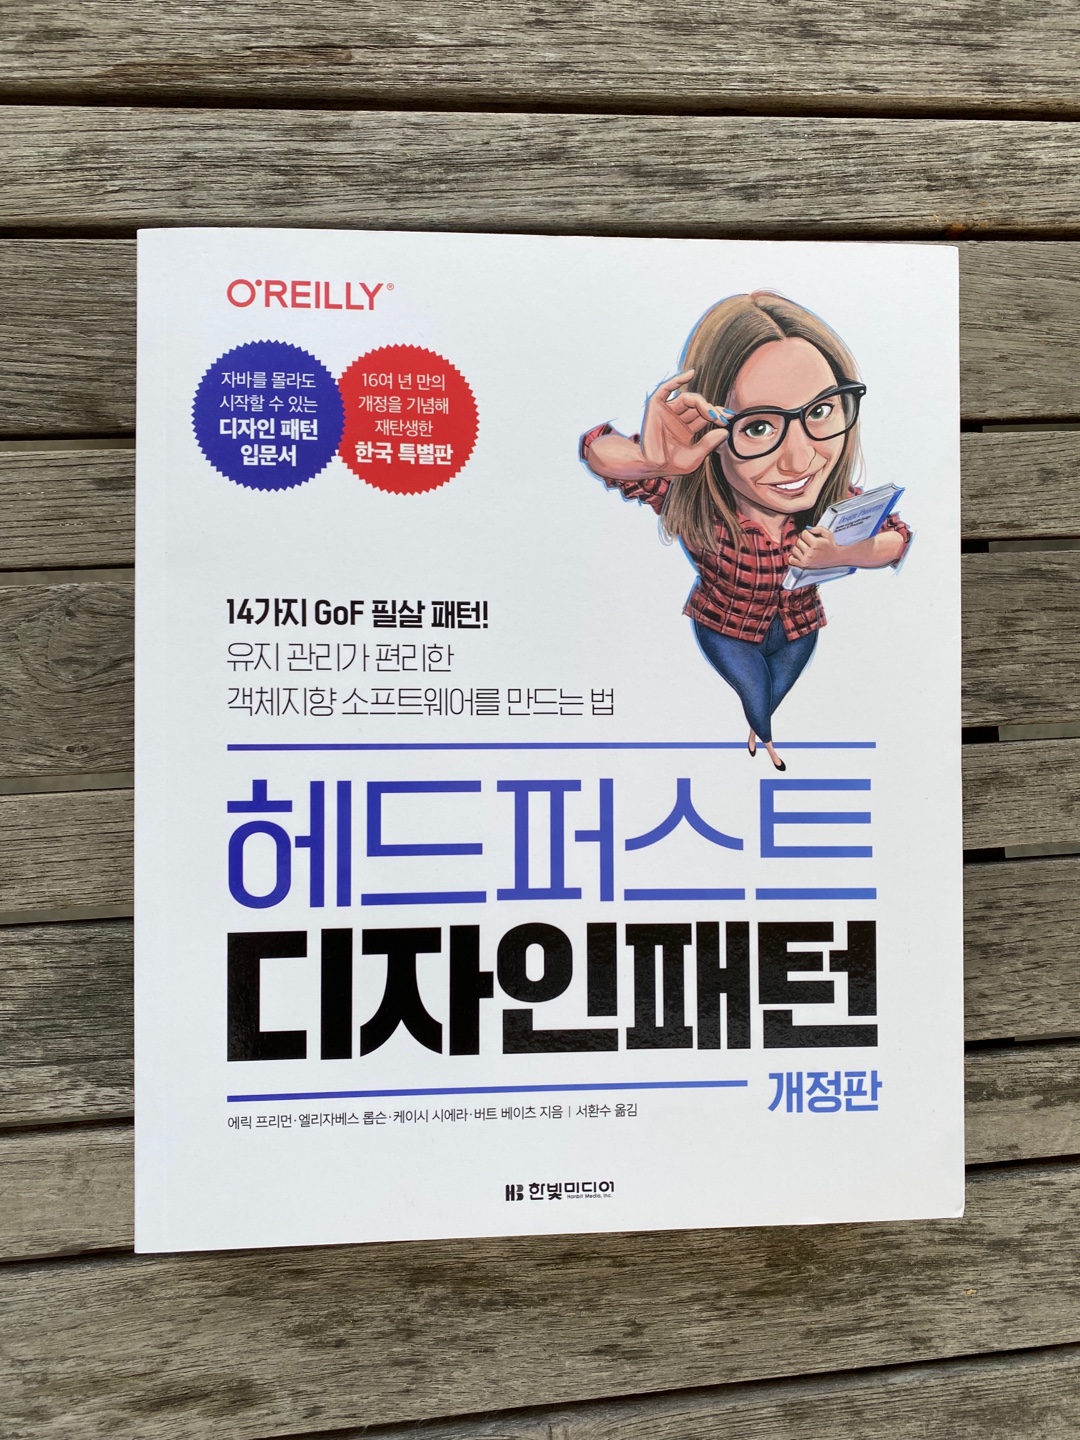 O'REILLY®
자바를 몰라도
시작할 수 있는
디자인 패턴
입문서
16여 년 만의
개정을 기념해
재탄생한
한국 특별판
14가지 GoF 필살 패턴!
유지 관리가 편리한
객체지향 소프트웨어를 만드는 법
헤드퍼스트
디자인패턴
개정판
에릭 프리먼·엘리자베스 롭슨·케이시 시에라·버트 베이츠 지음 | 서환수 옮김
HB 한빛미디어
Hanbit Media, Inc.